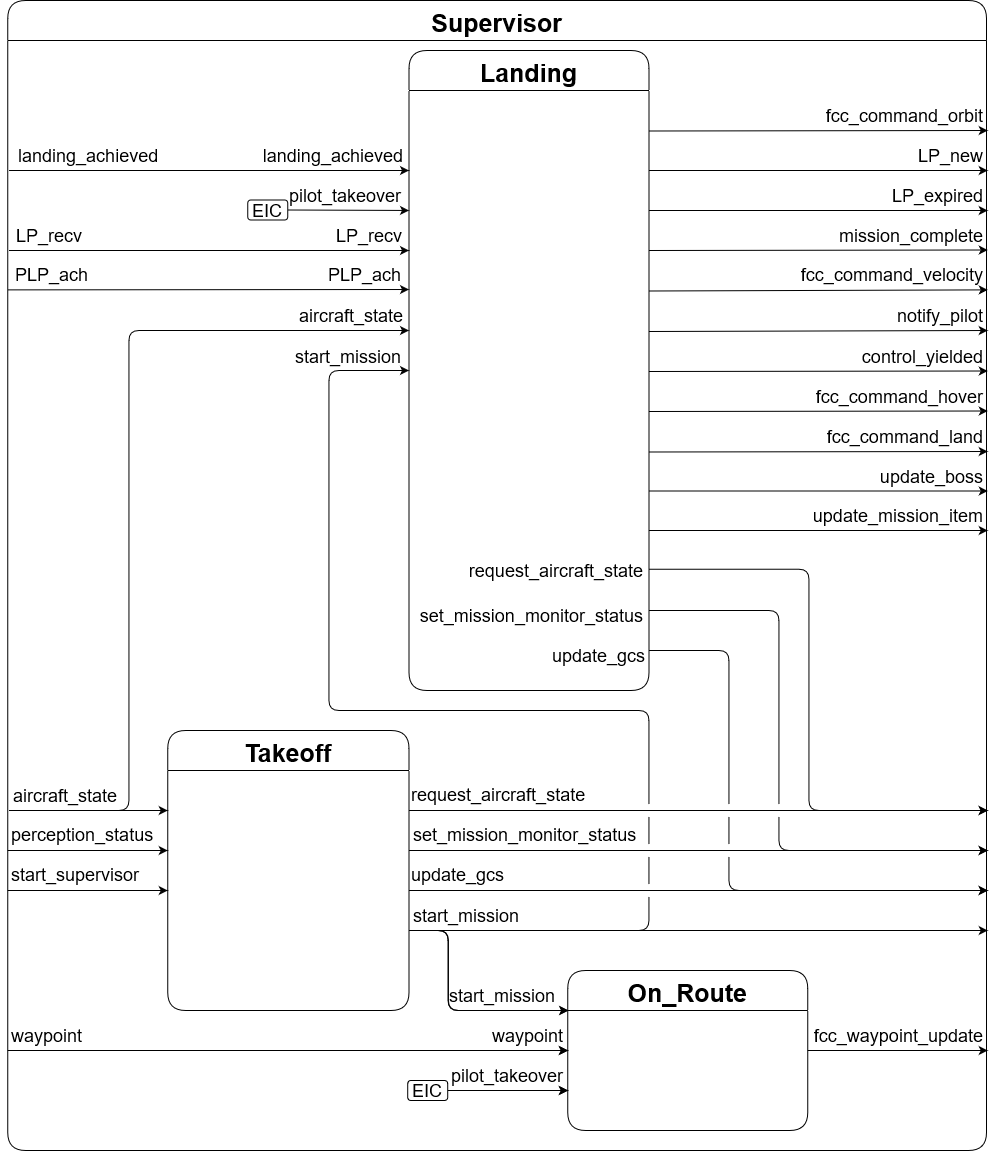 Supervisor
Landing
fcc_command_orbit
landing_achieved landing_achieved LP_new
EIC pilot_takeover LP_expired
LP_recv LP_recv mission_complete
PLP_ach PLP_ach fcc_command_velocity
aircraft_state notify_pilot
start_mission control_yielded
fcc_command_hover
fcc_command_land
update_boss
update_mission_item
request_aircraft_state
set_mission_monitor_status
update_gcs
Takeoff
aircraft_state request_aircraft_state
perception_status set_mission_monitor_status
start_supervisor update_gcs
start_mission
start_mission On_Route
waypoint waypoint fcc_waypoint_update
EIC pilot_takeover